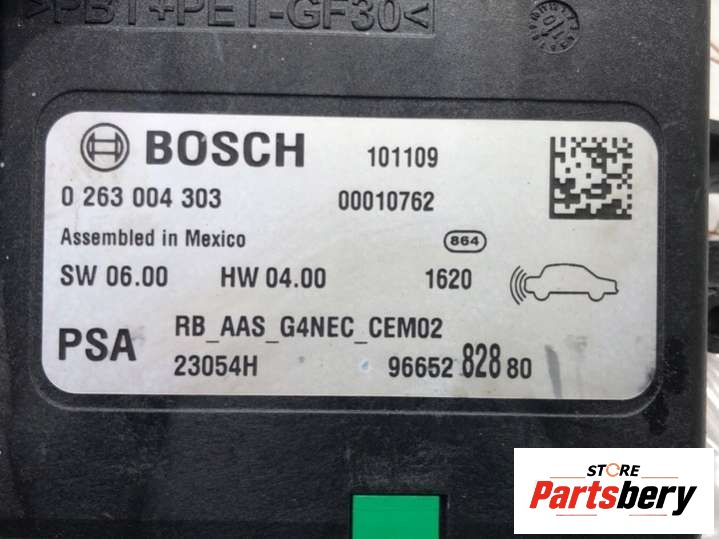 >PBT+PET-GF30<
BOSCH 101109
0 263 004 303 00010762
Assembled in Mexico 864
SW 06.00 HW 04.00 1620
PSA RB_AAS_G4NEC_CEM02
23054H 96652 828 80
STORE
Partsbery